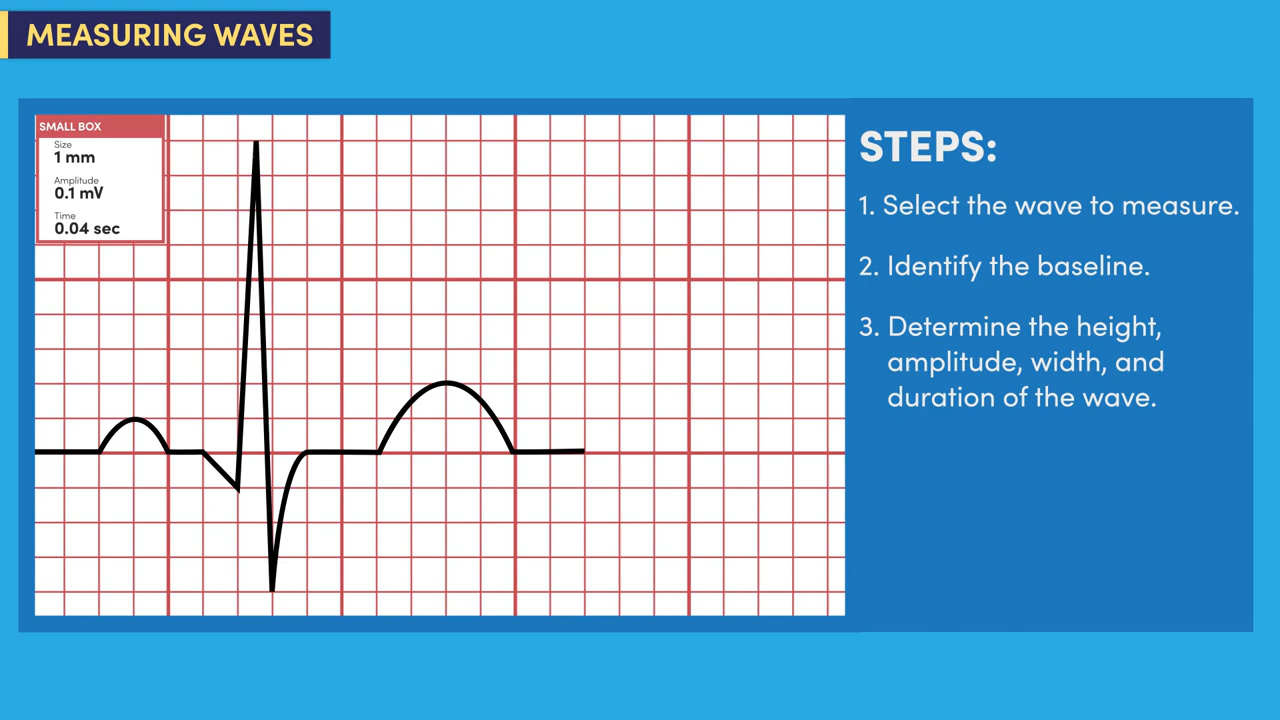 MEASURING WAVES
SMALL BOX
Size
1 mm
Amplitude
0.1 mV
Time
0.04 sec
STEPS:
1. Select the wave to measure.
2. Identify the baseline.
3. Determine the height,
amplitude, width, and
duration of the wave.